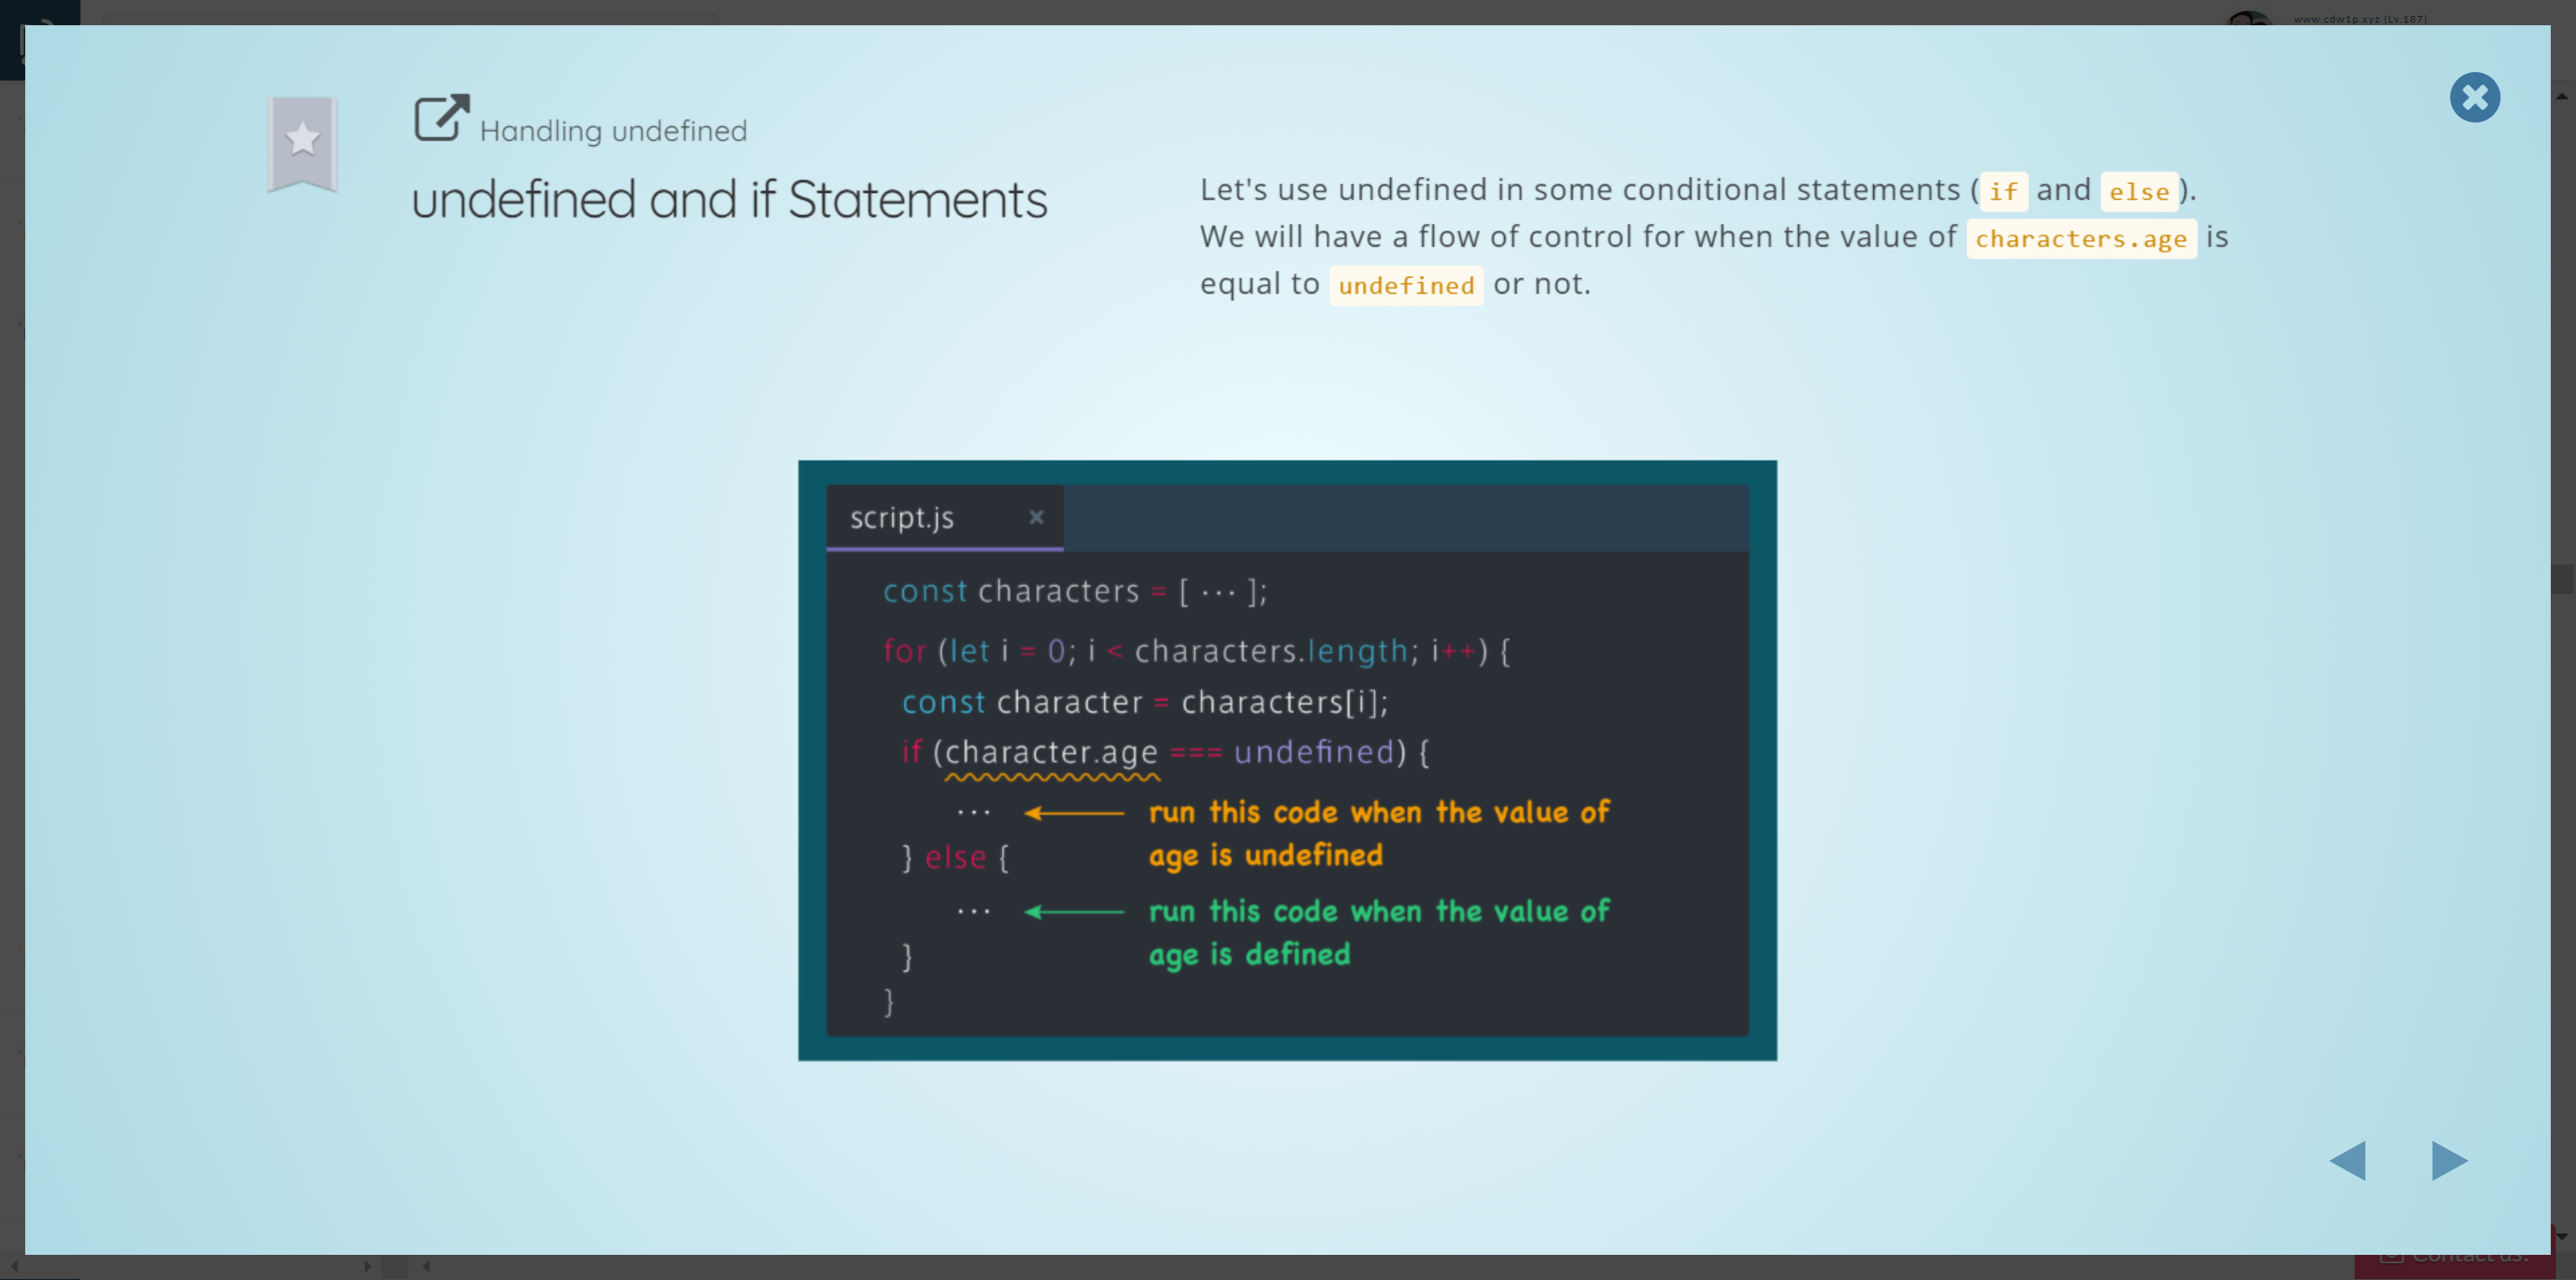 www.cdw1p.xyz (Lv.187)
Handling undefined
undefined and if Statements
Let's use undefined in some conditional statements (if and else).
We will have a flow of control for when the value of characters.age is
equal to undefined or not.
script.js ×
const characters = [ ··· ];
for (let i = 0; i < characters.length; i++) {
const character = characters[i];
if (character.age === undefined) {
··· run this code when the value of
age is undefined
} else {
··· run this code when the value of
age is defined
}
}
Contact us!